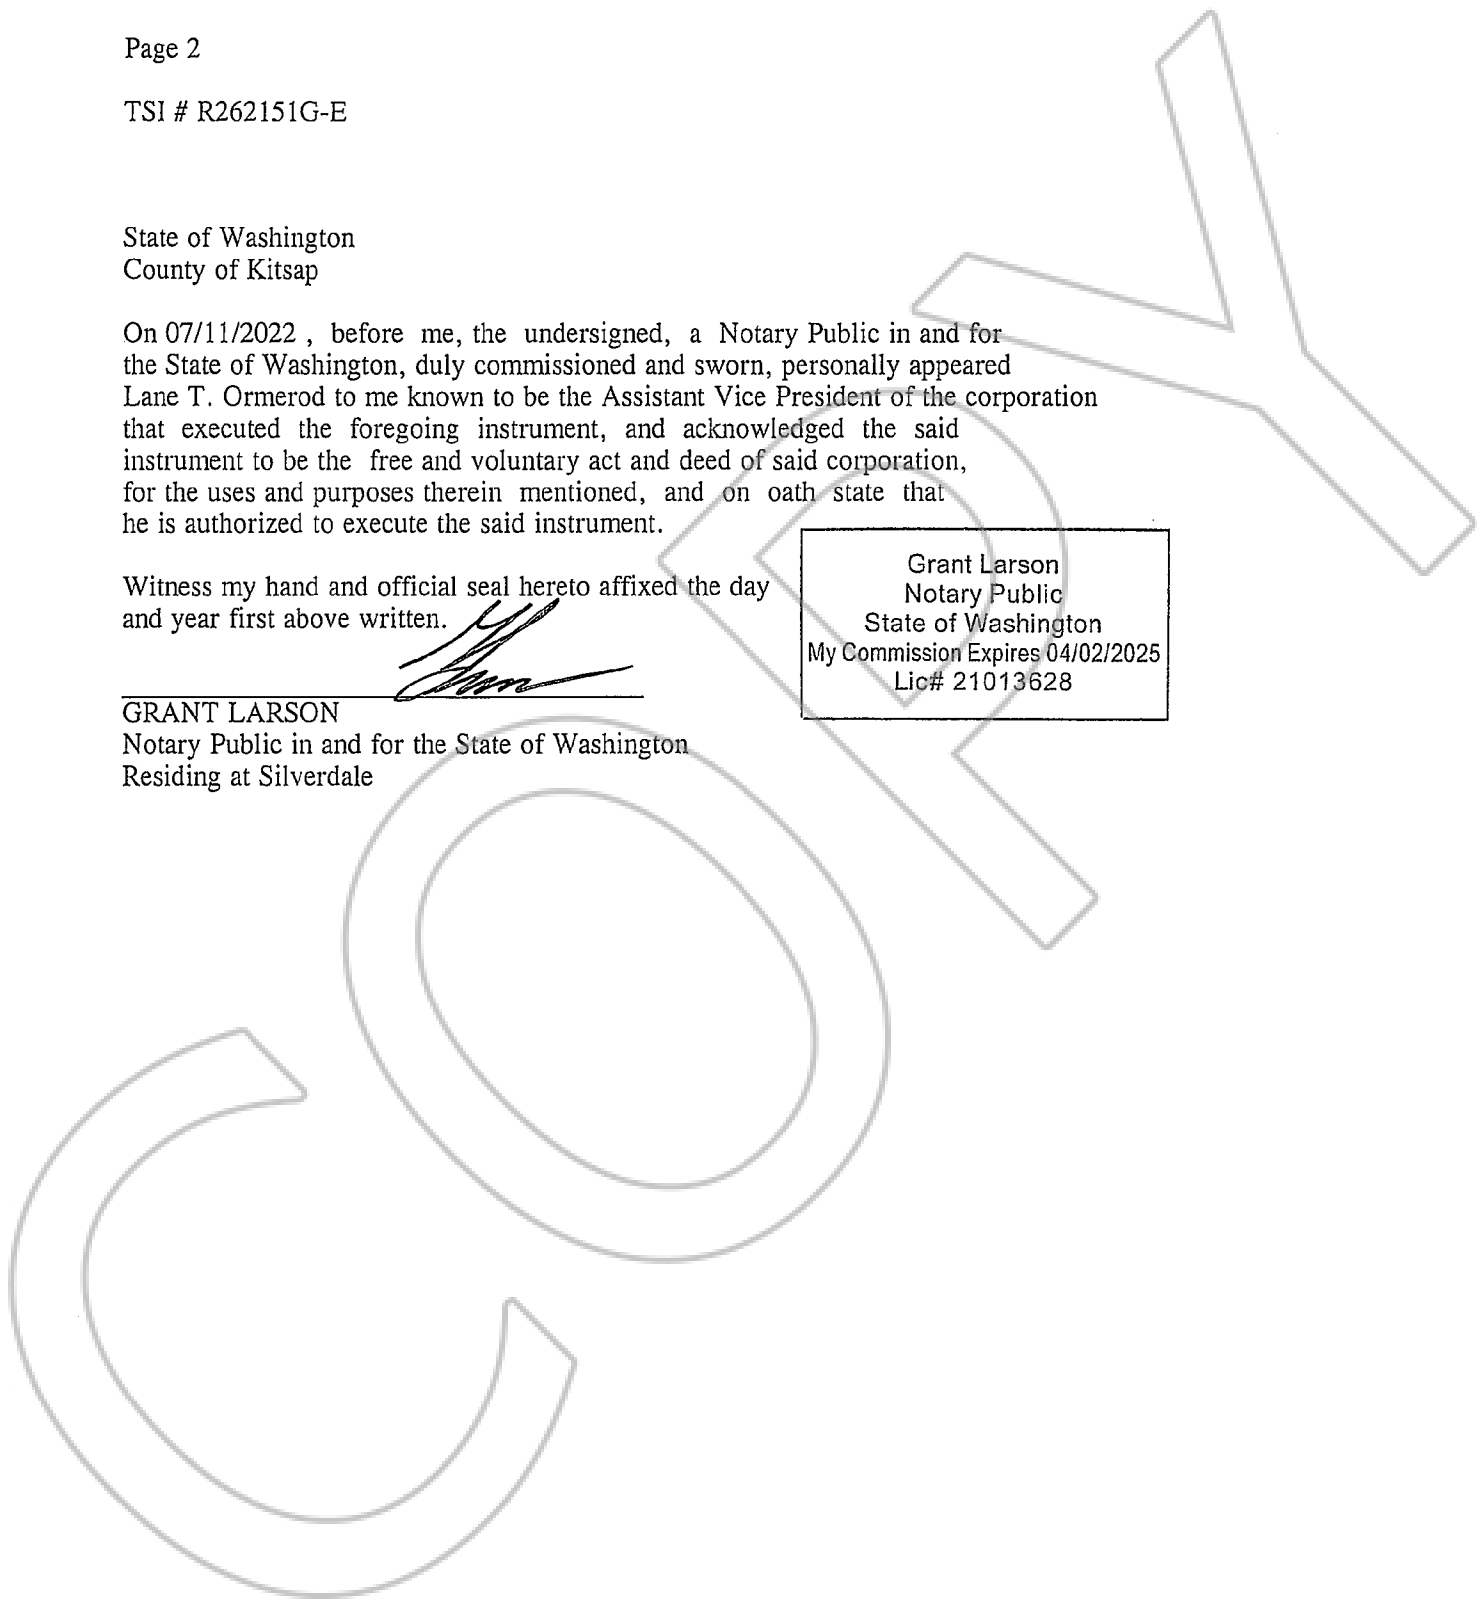 Page 2
TSI # R262151G-E
State of Washington
County of Kitsap
On 07/11/2022 , before me, the undersigned, a Notary Public in and for
the State of Washington, duly commissioned and sworn, personally appeared
Lane T. Ormerod to me known to be the Assistant Vice President of the corporation
that executed the foregoing instrument, and acknowledged the said
instrument to be the free and voluntary act and deed of said corporation,
for the uses and purposes therein mentioned, and on oath state that
he is authorized to execute the said instrument.
Witness my hand and official seal hereto affixed the day
and year first above written.
GRANT LARSON
Notary Public in and for the State of Washington
Residing at Silverdale
Grant Larson
Notary Public
State of Washington
My Commission Expires 04/02/2025
Lic# 21013628
COPY